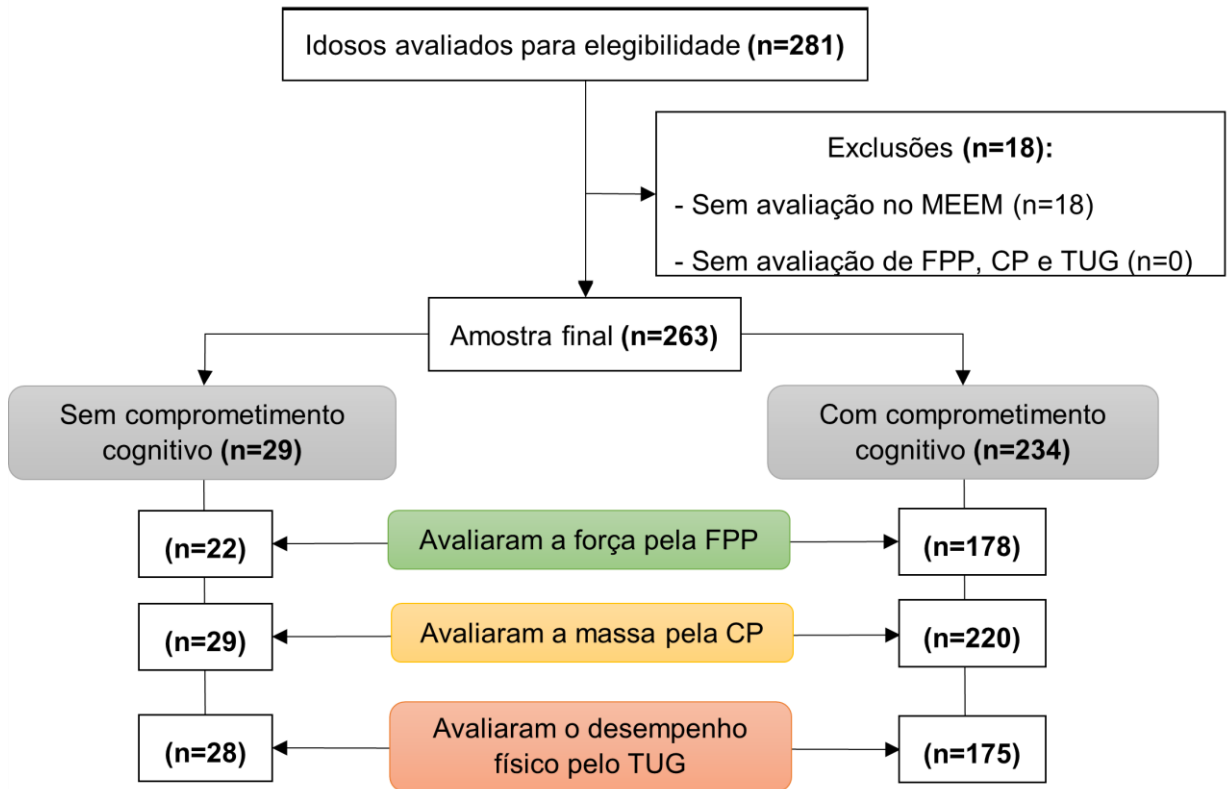 Idosos avaliados para elegibilidade (n=281)
Exclusões (n=18):
- Sem avaliação no MEEM (n=18)
- Sem avaliação de FPP, CP e TUG (n=0)
Amostra final (n=263)
Sem comprometimento
cognitivo (n=29)
Com comprometimento
cognitivo (n=234)
(n=22)
Avaliaram a força pela FPP
(n=178)
(n=29)
Avaliaram a massa pela CP
(n=220)
(n=28)
Avaliaram o desempenho
físico pelo TUG
(n=175)